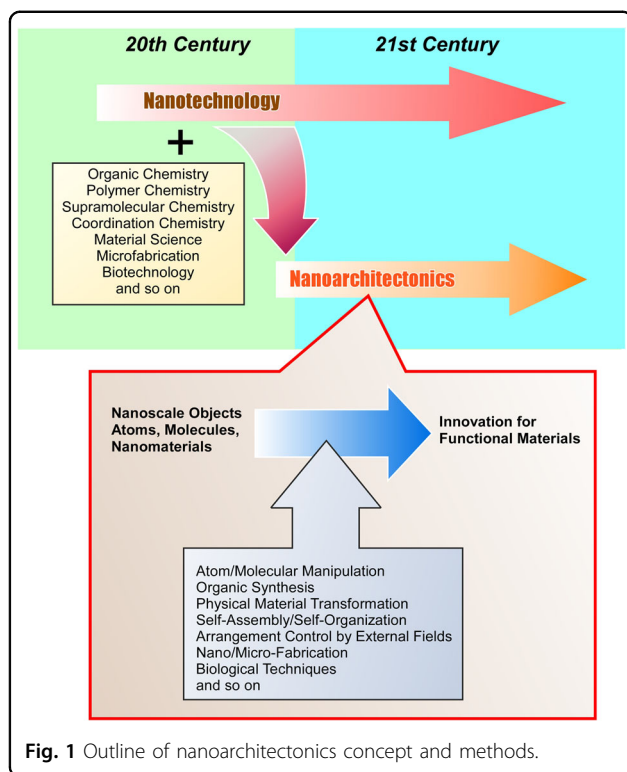 20th Century
21st Century
Nanotechnology
+
Organic Chemistry
Polymer Chemistry
Supramolecular Chemistry
Coordination Chemistry
Material Science
Microfabrication
Biotechnology
and so on
Nanoarchitectonics
Nanoscale Objects
Atoms, Molecules,
Nanomaterials
Innovation for
Functional Materials
Atom/Molecular Manipulation
Organic Synthesis
Physical Material Transformation
Self-Assembly/Self-Organization
Arrangement Control by External Fields
Nano/Micro-Fabrication
Biological Techniques
and so on
Fig. 1 Outline of nanoarchitectonics concept and methods.